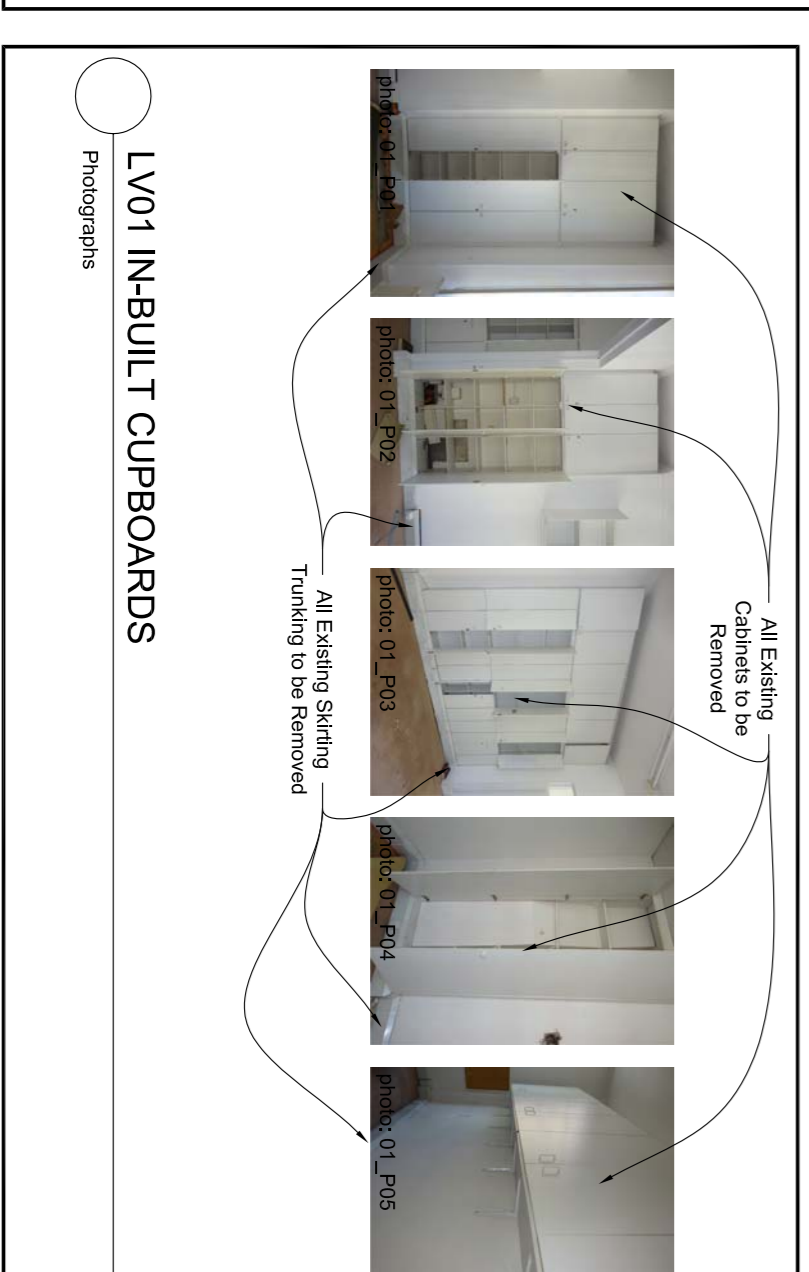 All Existing
Cabinets to be
Removed
photo: 01_P01
photo: 01_P02
photo: 01_P03
photo: 01_P04
photo: 01_P05
All Existing Skirting
Trunking to be Removed
LV01 IN-BUILT CUPBOARDS
Photographs